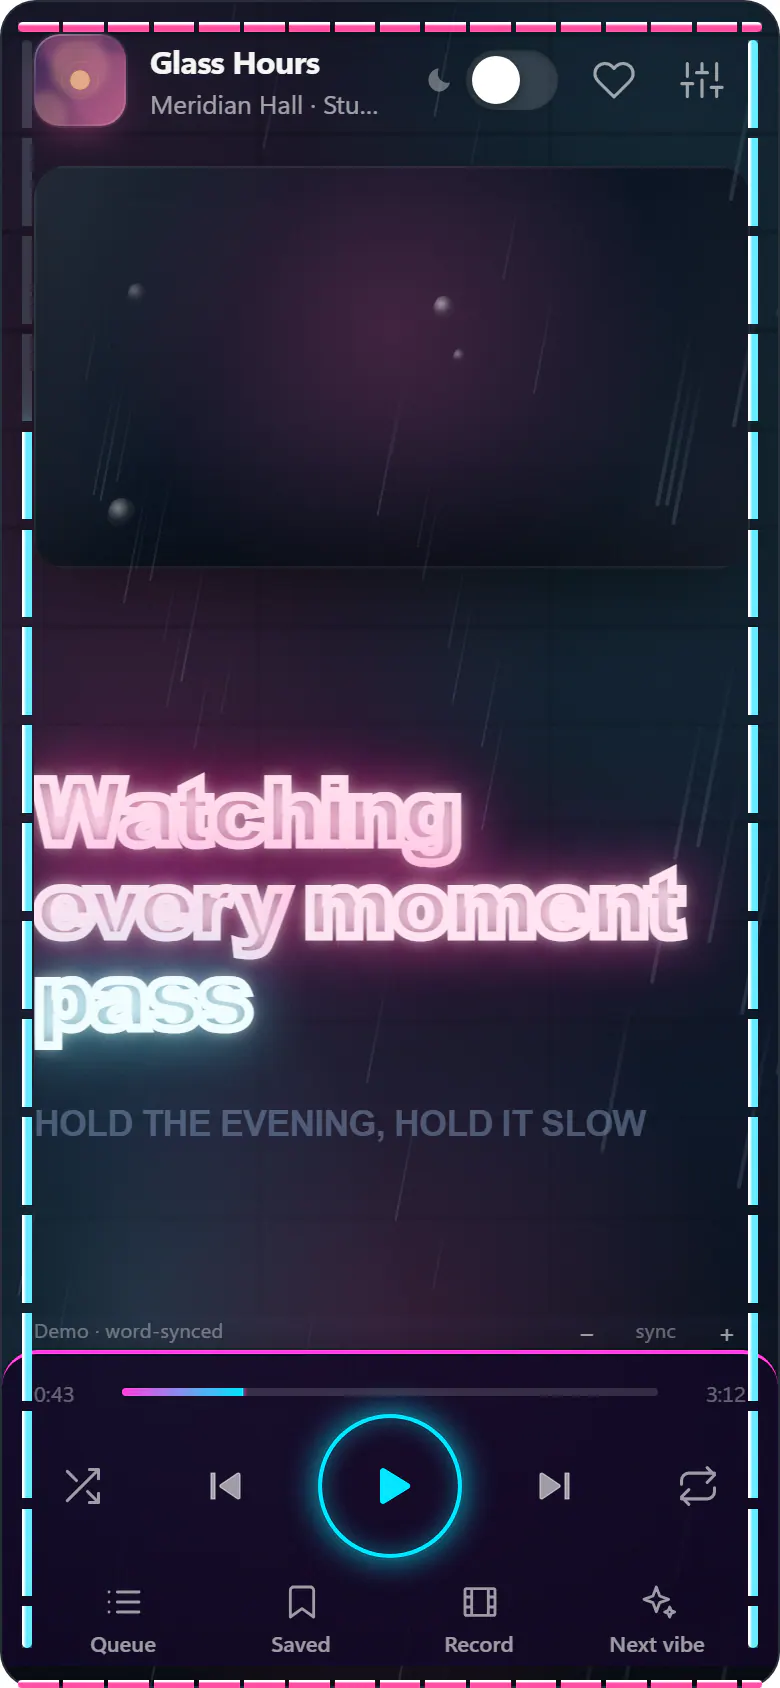 Glass Hours
Meridian Hall · Stu...
Watching
every moment
pass
HOLD THE EVENING, HOLD IT SLOW
Demo · word-synced
− sync +
0:43
3:12
Queue
Saved
Record
Next vibe